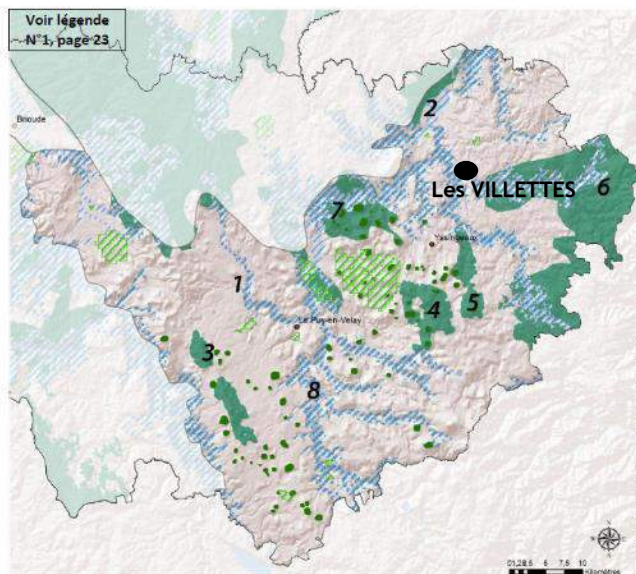 Voir légende
N°1, page 23
Brioude
2
Les VILLETTES
6
7
Yssingeaux
1
4
5
Le Puy-en-Velay
3
8
Kilomètres